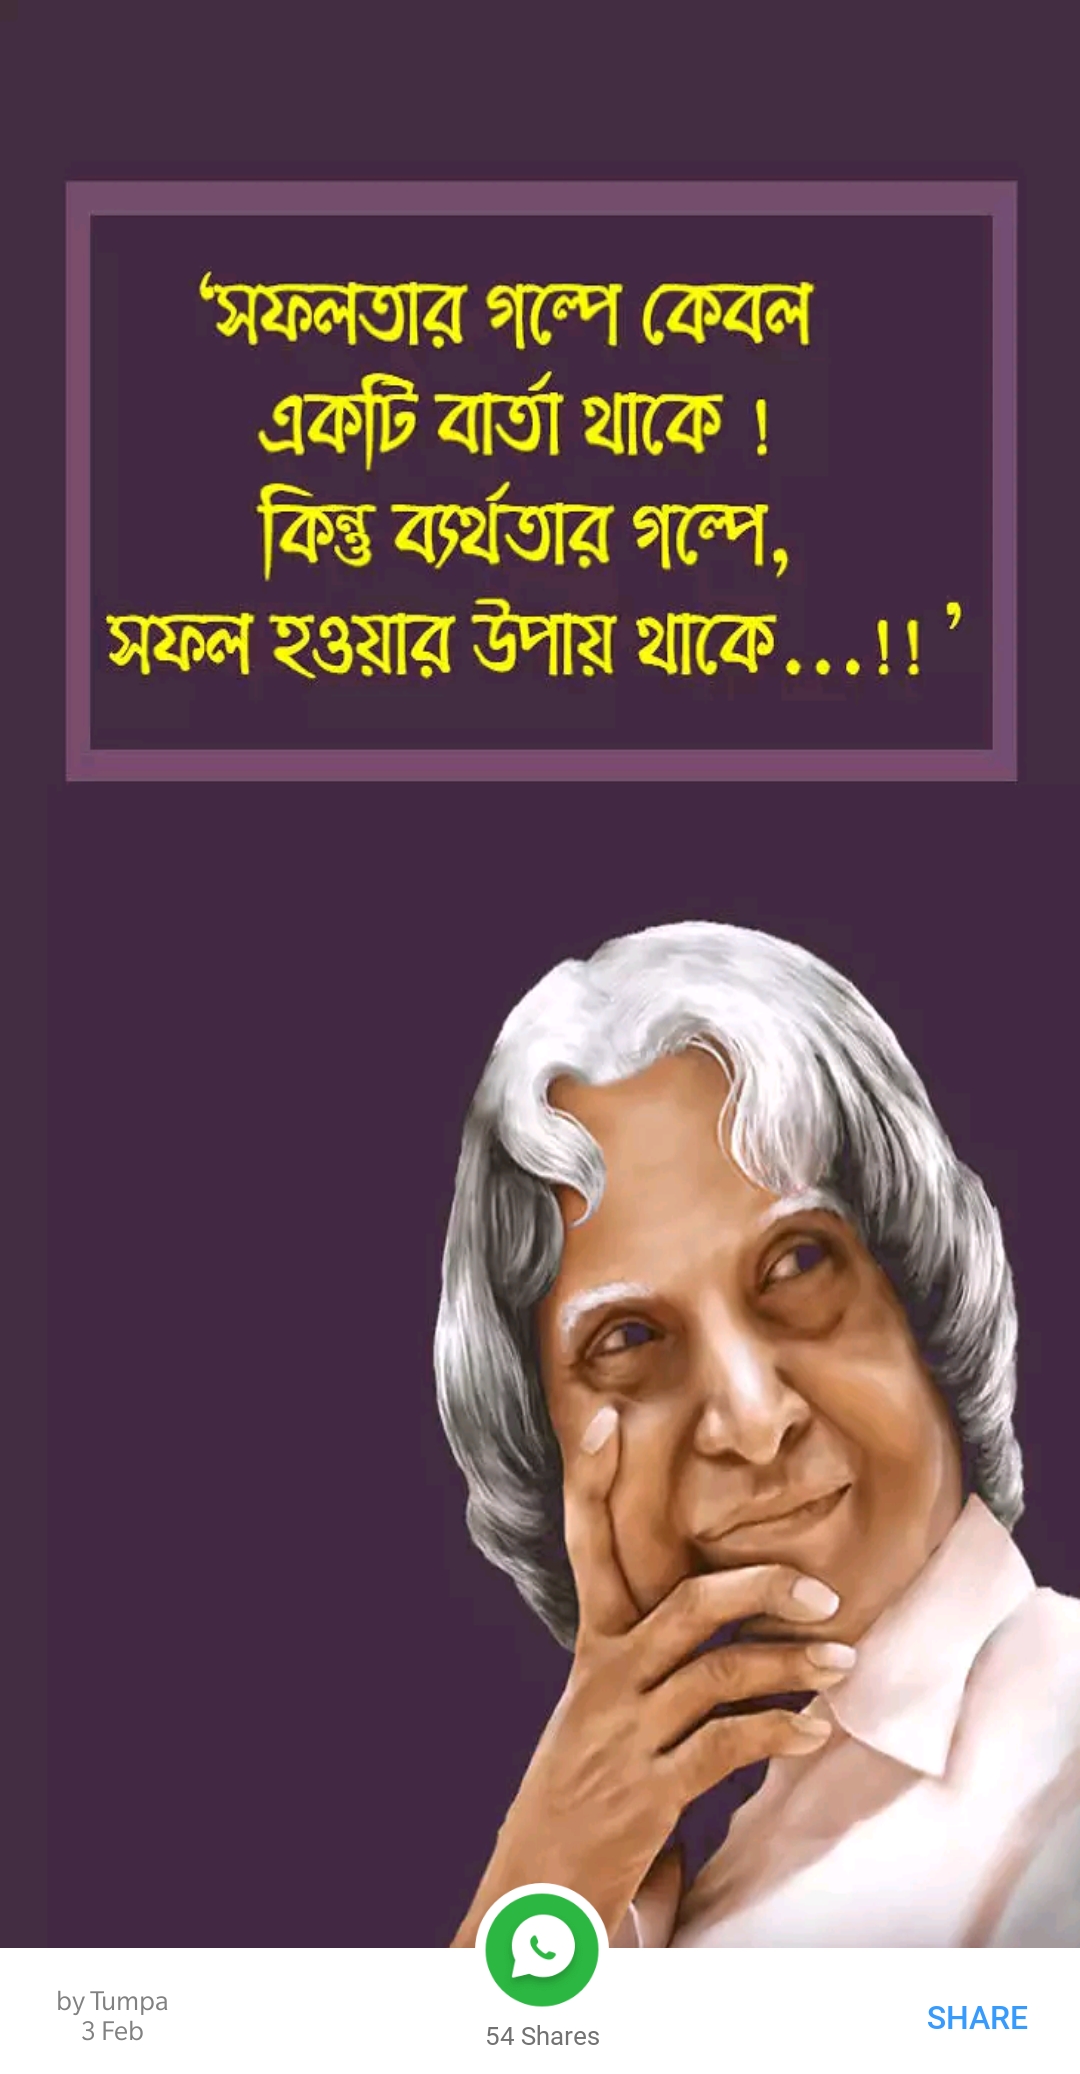 ‘সফলতার গল্পে কেবল
একটি বার্তা থাকে !
কিন্তু ব্যর্থতার গল্পে,
সফল হওয়ার উপায় থাকে...!! ’
by Tumpa
3 Feb
54 Shares
SHARE